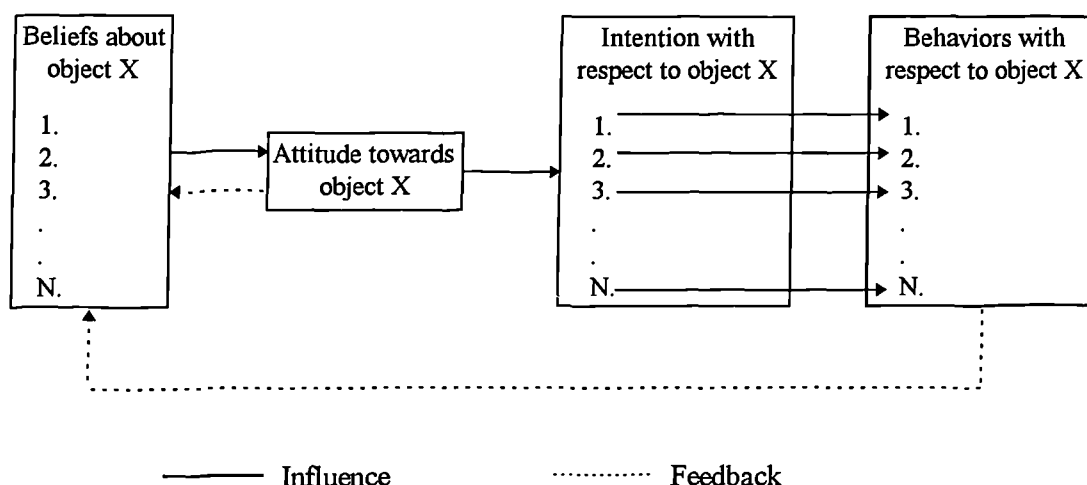 Beliefs about
object X
1.
2.
3.
.
.
N.
Attitude towards
object X
Intention with
respect to object X
1.
2.
3.
.
.
N.
Behaviors with
respect to object X
1.
2.
3.
.
.
N.
Influence
Feedback